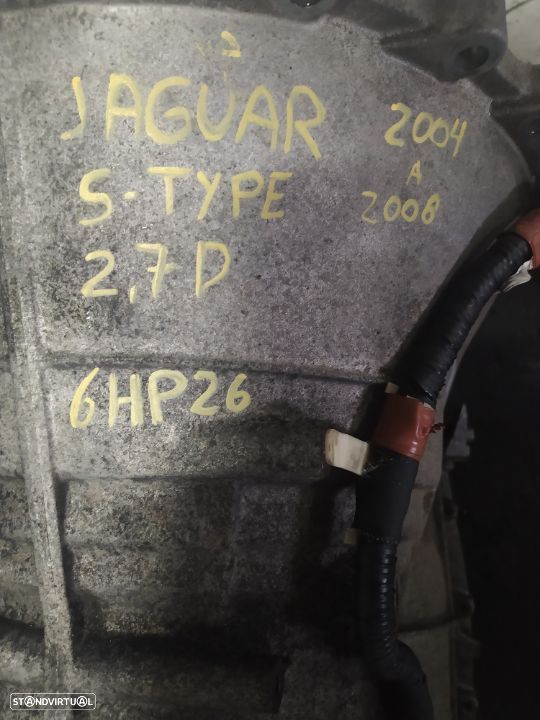 JAGUAR 2004
A
S-TYPE 2008
2,7D
6HP26
STANDVIRTUAL